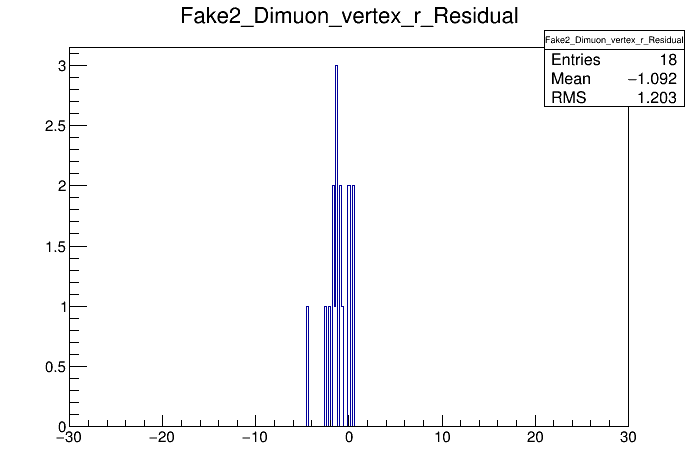 Fake2_Dimuon_vertex_r_Residual
Fake2_Dimuon_vertex_r_Residual
Entries 18
Mean −1.092
RMS 1.203
3
2.5
2
1.5
1
0.5
0
−30 −20 −10 0 10 20 30